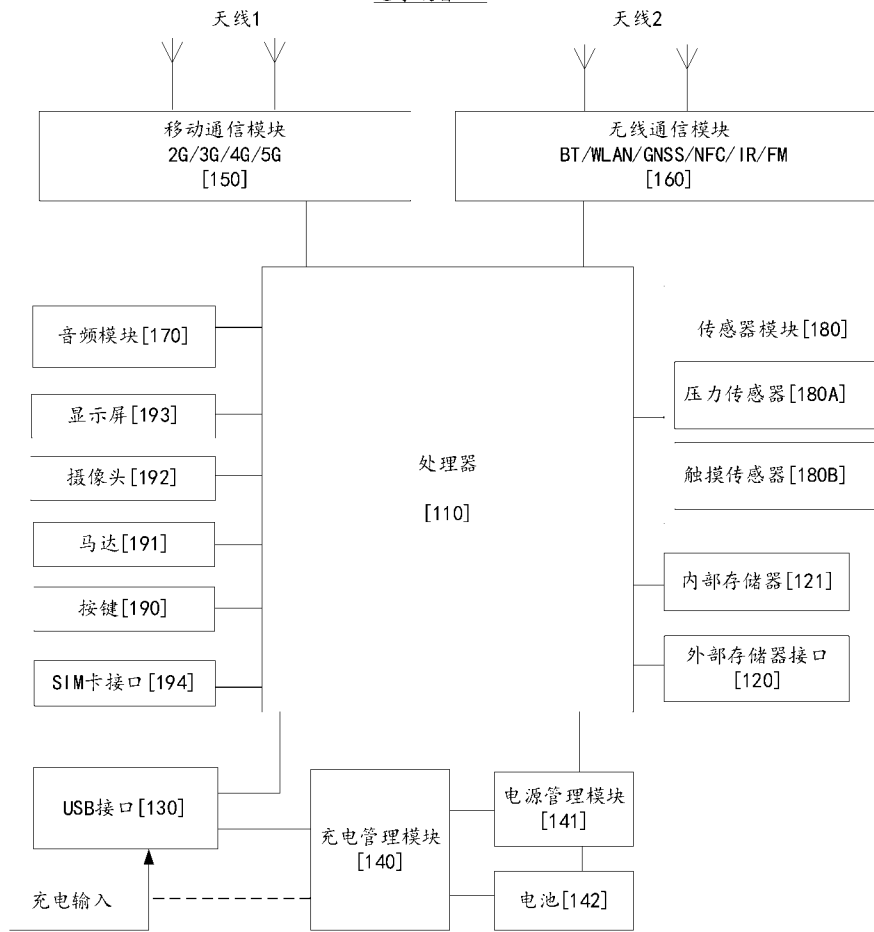 天线1
天线2
移动通信模块
2G/3G/4G/5G
[150]
无线通信模块
BT/WLAN/GNSS/NFC/IR/FM
[160]
音频模块[170]
显示屏[193]
摄像头[192]
马达[191]
按键[190]
SIM卡接口[194]
处理器
[110]
传感器模块[180]
压力传感器[180A]
触摸传感器[180B]
内部存储器[121]
外部存储器接口
[120]
USB接口[130]
充电输入
充电管理模块
[140]
电源管理模块
[141]
电池[142]